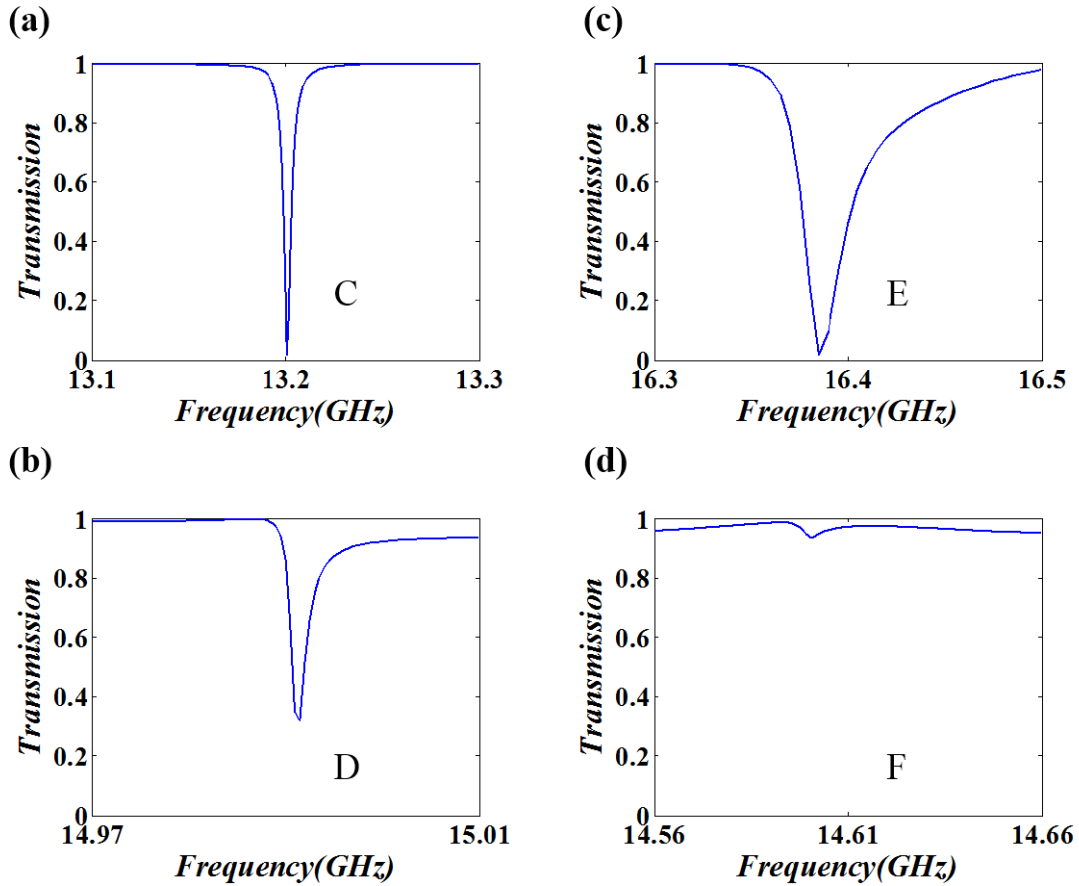 (a)
Transmission
1
0.8
0.6
0.4
0.2
0
C
13.1 13.2 13.3
Frequency(GHz)
(c)
Transmission
1
0.8
0.6
0.4
0.2
0
E
16.3 16.4 16.5
Frequency(GHz)
(b)
Transmission
1
0.8
0.6
0.4
0.2
0
D
14.97 15.01
Frequency(GHz)
(d)
Transmission
1
0.8
0.6
0.4
0.2
0
F
14.56 14.61 14.66
Frequency(GHz)